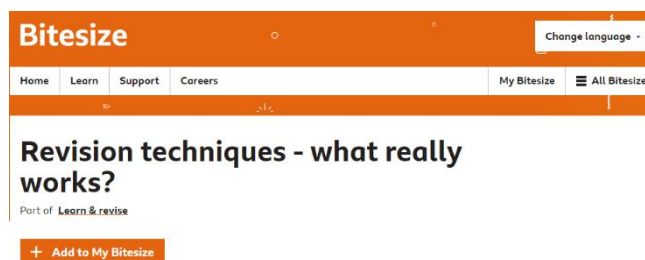 Bitesize
Change language
Home Learn Support Careers My Bitesize All Bitesize
Revision techniques - what really
works?
Part of Learn & revise
+ Add to My Bitesize